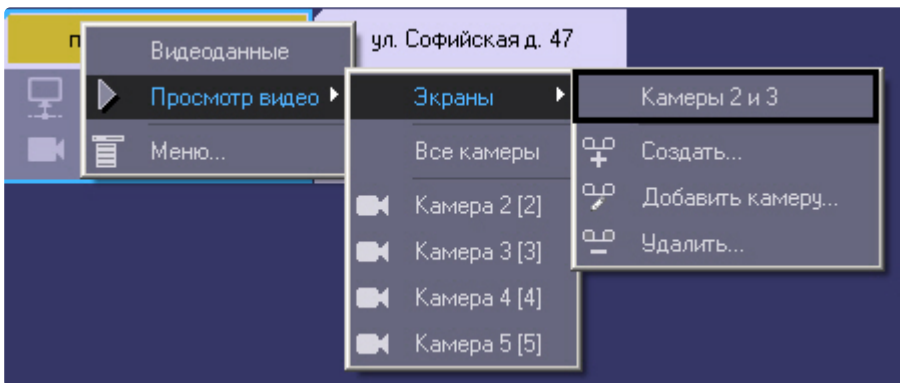 п
ул. Софийская д. 47
Видеоданные
Просмотр видео
Меню...
Экраны
Все камеры
Камера 2 [2]
Камера 3 [3]
Камера 4 [4]
Камера 5 [5]
Камеры 2 и 3
Создать...
Добавить камеру...
Удалить...